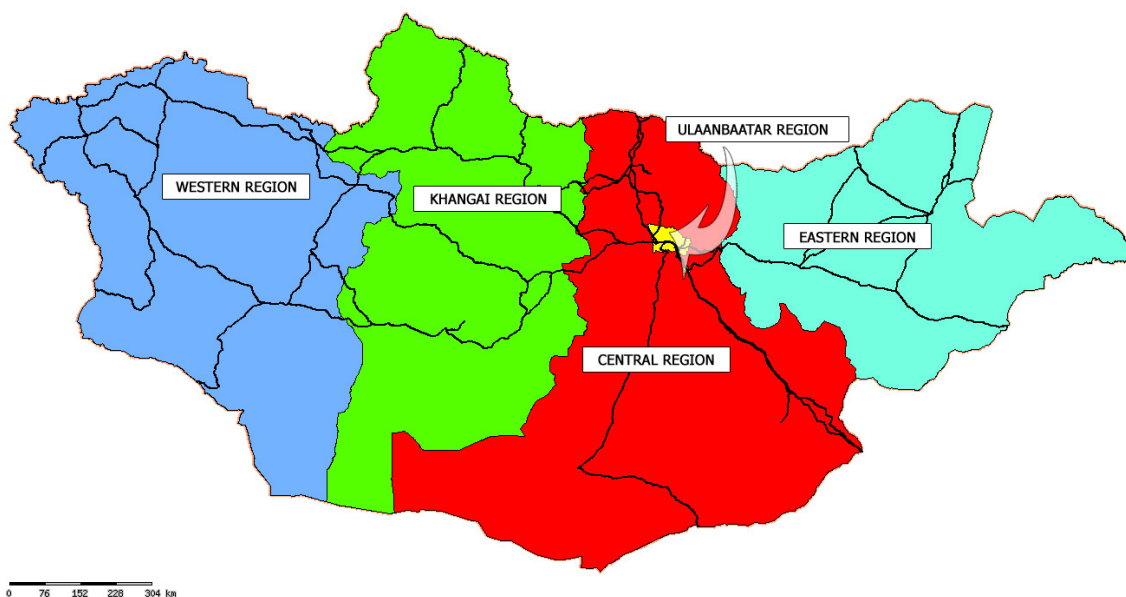 ULAANBAATAR REGION
WESTERN REGION
KHANGAI REGION
EASTERN REGION
CENTRAL REGION
0 76 152 228 304 km